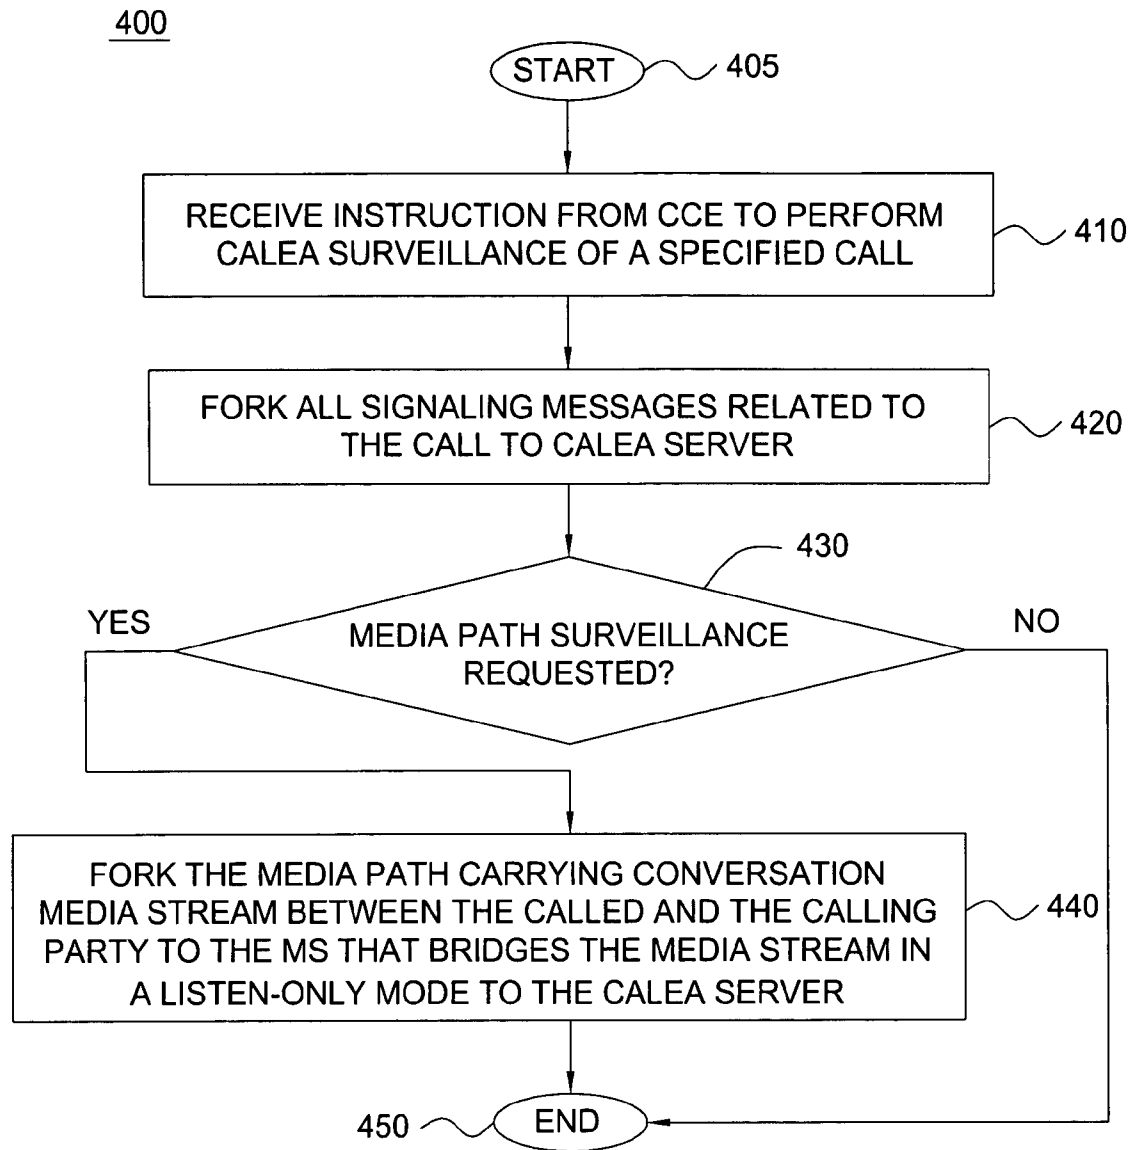 400
START
405
RECEIVE INSTRUCTION FROM CCE TO PERFORM
CALEA SURVEILLANCE OF A SPECIFIED CALL
410
FORK ALL SIGNALING MESSAGES RELATED TO
THE CALL TO CALEA SERVER
420
430
YES
MEDIA PATH SURVEILLANCE
REQUESTED?
NO
FORK THE MEDIA PATH CARRYING CONVERSATION
MEDIA STREAM BETWEEN THE CALLED AND THE CALLING
PARTY TO THE MS THAT BRIDGES THE MEDIA STREAM IN
A LISTEN-ONLY MODE TO THE CALEA SERVER
440
450
END